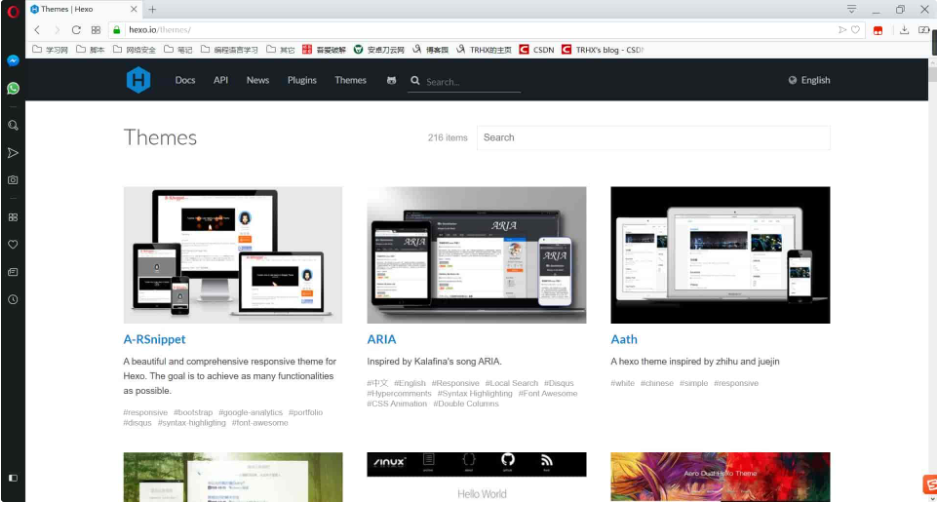 Themes | Hexo
hexo.io/themes/
学习网 脚本 网络安全 笔记 编程语言学习 其它 吾爱破解 安卓刀云网 博客园 TRHX的主页 CSDN TRHX's blog - CSD
Docs API News Plugins Themes Search... English
Themes 216 items Search
ARIA
ARIA
ARIA
A-RSnippet
A beautiful and comprehensive responsive theme for
Hexo. The goal is to achieve as many functionalities
as possible.
#responsive #bootstrap #google-analytics #portfolio
#disqus #syntax-highligting #font-awesome
ARIA
Inspired by Kalafina's song ARIA.
#中文 #English #Responsive #Local Search #Disqus
#Hypercomments #Syntax Highlighting #Font Awesome
#CSS Animation #Double Columns
Aath
A hexo theme inspired by zhihu and juejin
#white #chinese #simple #responsive
Hello World
Aero Dual Hexo Theme